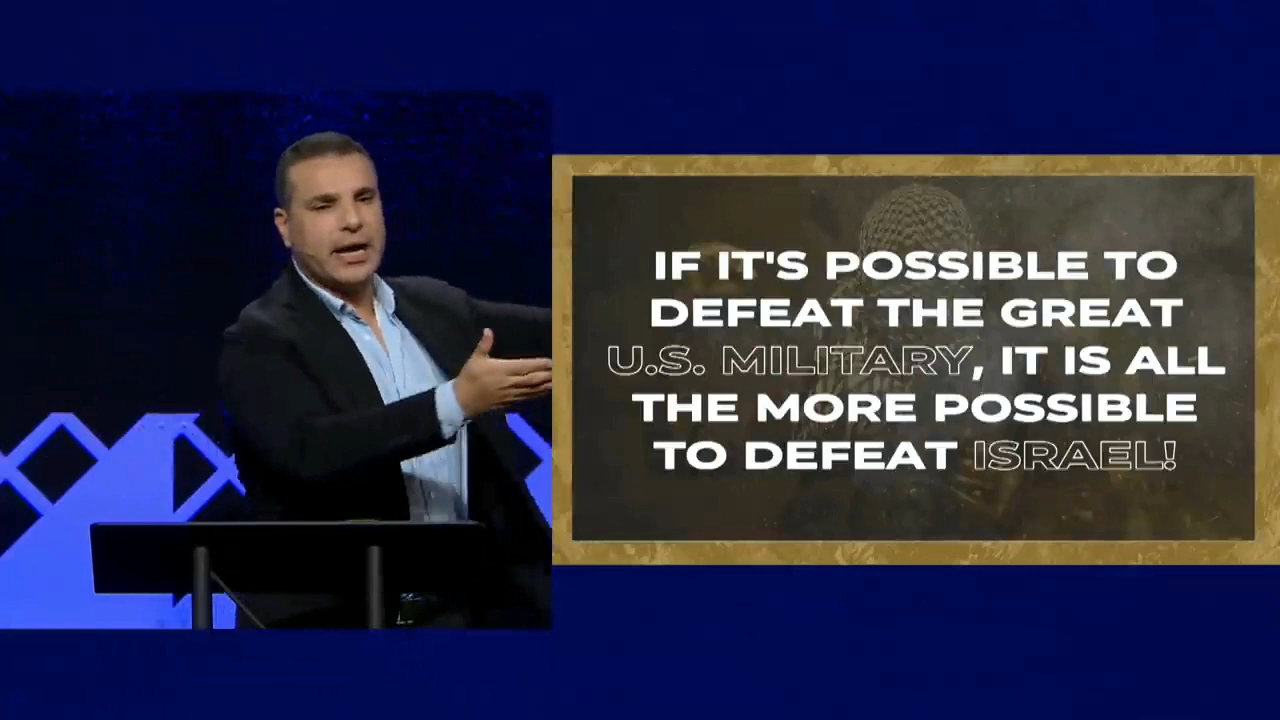 IF IT'S POSSIBLE TO
DEFEAT THE GREAT
U.S. MILITARY, IT IS ALL
THE MORE POSSIBLE
TO DEFEAT ISRAEL!